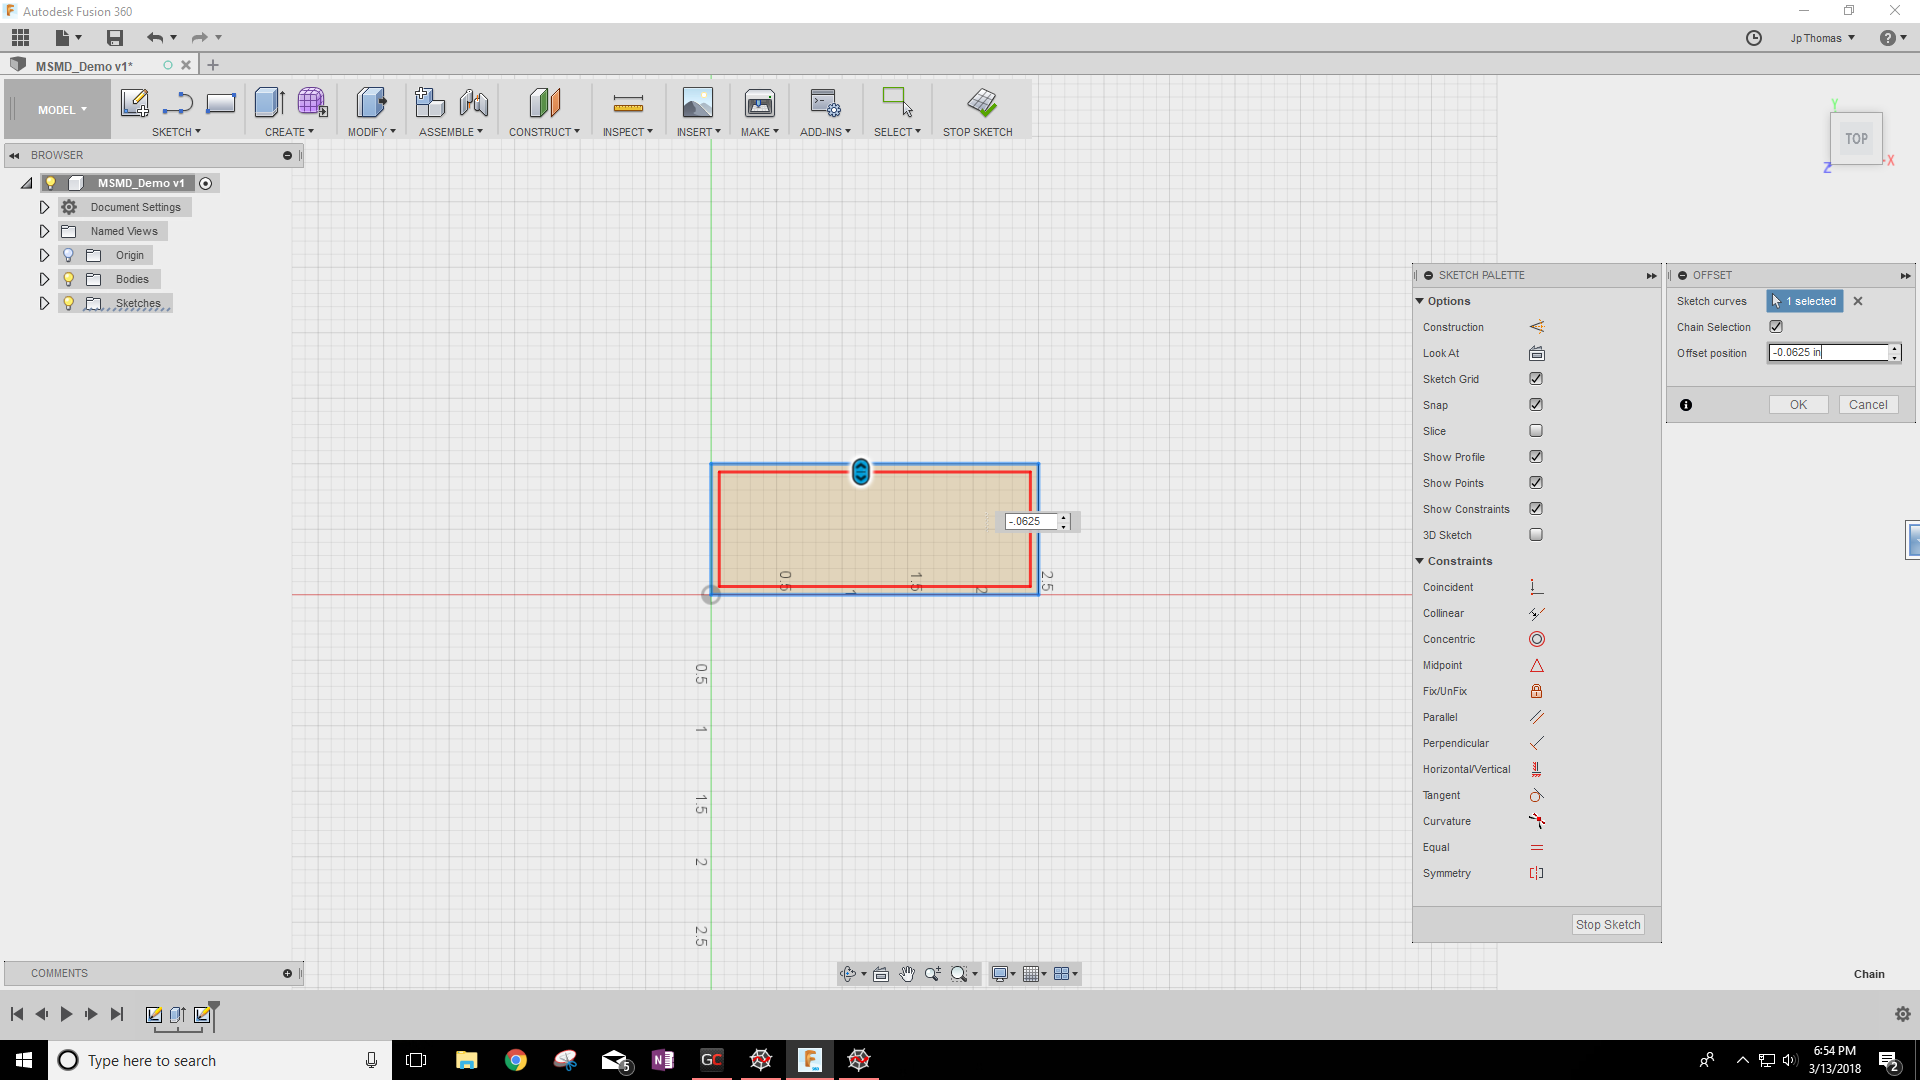 Autodesk Fusion 360
Jp Thomas
MSMD_Demo v1*
MODEL
SKETCH
CREATE
MODIFY
ASSEMBLE
CONSTRUCT
INSPECT
INSERT
MAKE
ADD-INS
SELECT
STOP SKETCH
TOP
Y
X
Z
BROWSER
MSMD_Demo v1
Document Settings
Named Views
Origin
Bodies
Sketches
SKETCH PALETTE
Options
Construction
Look At
Sketch Grid
Snap
Slice
Show Profile
Show Points
Show Constraints
3D Sketch
Constraints
Coincident
Collinear
Concentric
Midpoint
Fix/UnFix
Parallel
Perpendicular
Horizontal/Vertical
Tangent
Curvature
Equal
Symmetry
Stop Sketch
OFFSET
Sketch curves 1 selected
Chain Selection
Offset position -0.0625 in
OK Cancel
-.0625
0.5
1
1.5
2
2.5
0.5
1
1.5
2
2.5
COMMENTS
Chain
Type here to search
5
GC
6:54 PM
3/13/2018
2